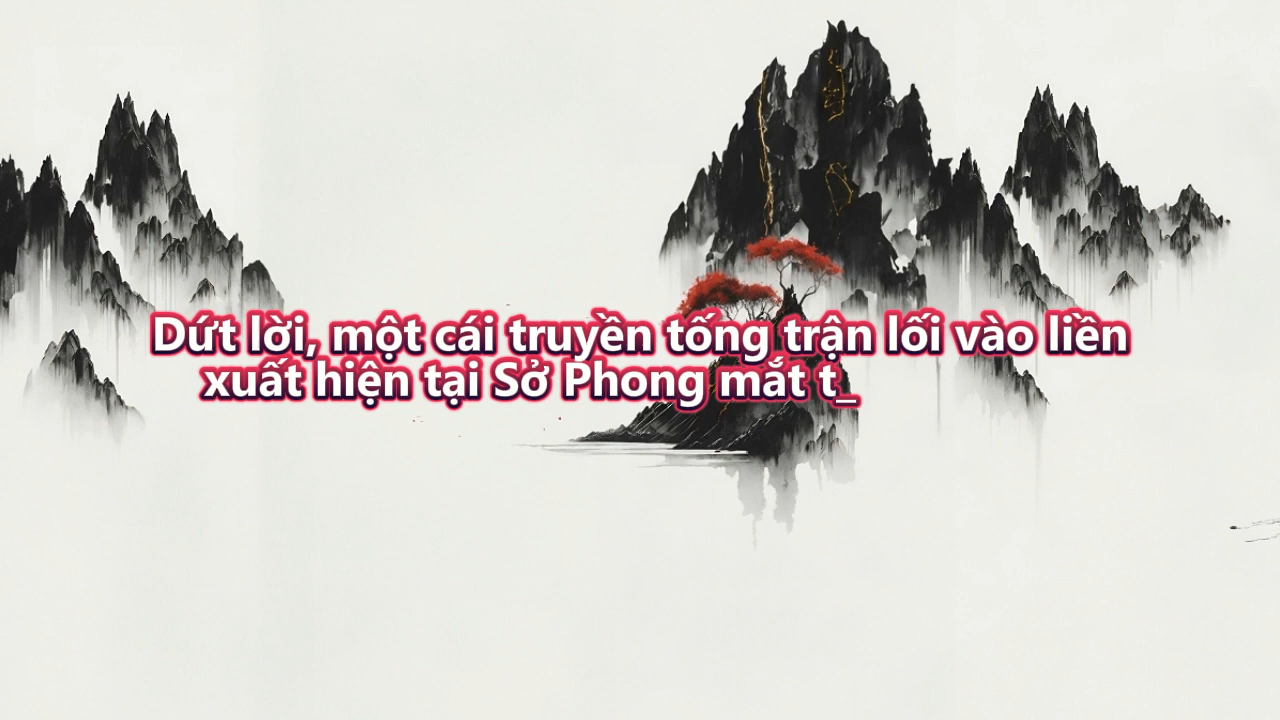 Dứt lời, một cái truyền tống trận lối vào liền
xuất hiện tại Sở Phong mắt t_